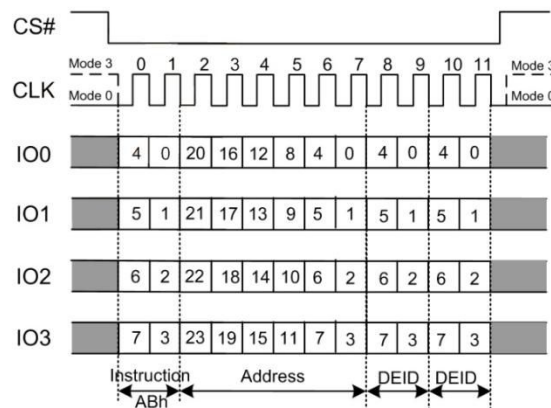 CS#
Mode 3 0 1 2 3 4 5 6 7 8 9 10 11 Mode 3
CLK
Mode 0 Mode 0
IO0 4 0 20 16 12 8 4 0 4 0 4 0
IO1 5 1 21 17 13 9 5 1 5 1 5 1
IO2 6 2 22 18 14 10 6 2 6 2 6 2
IO3 7 3 23 19 15 11 7 3 7 3 7 3
Instruction Address DEID DEID
ABh